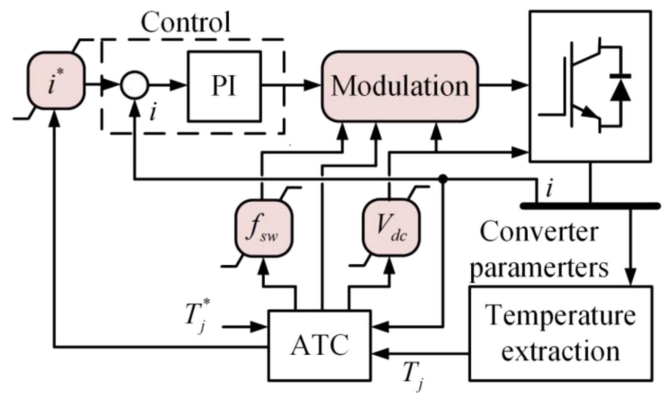 Control
i*
PI
Modulation
i
i
f_sw
V_dc
Converter
paramerters
T_j*
ATC
Temperature
extraction
T_j